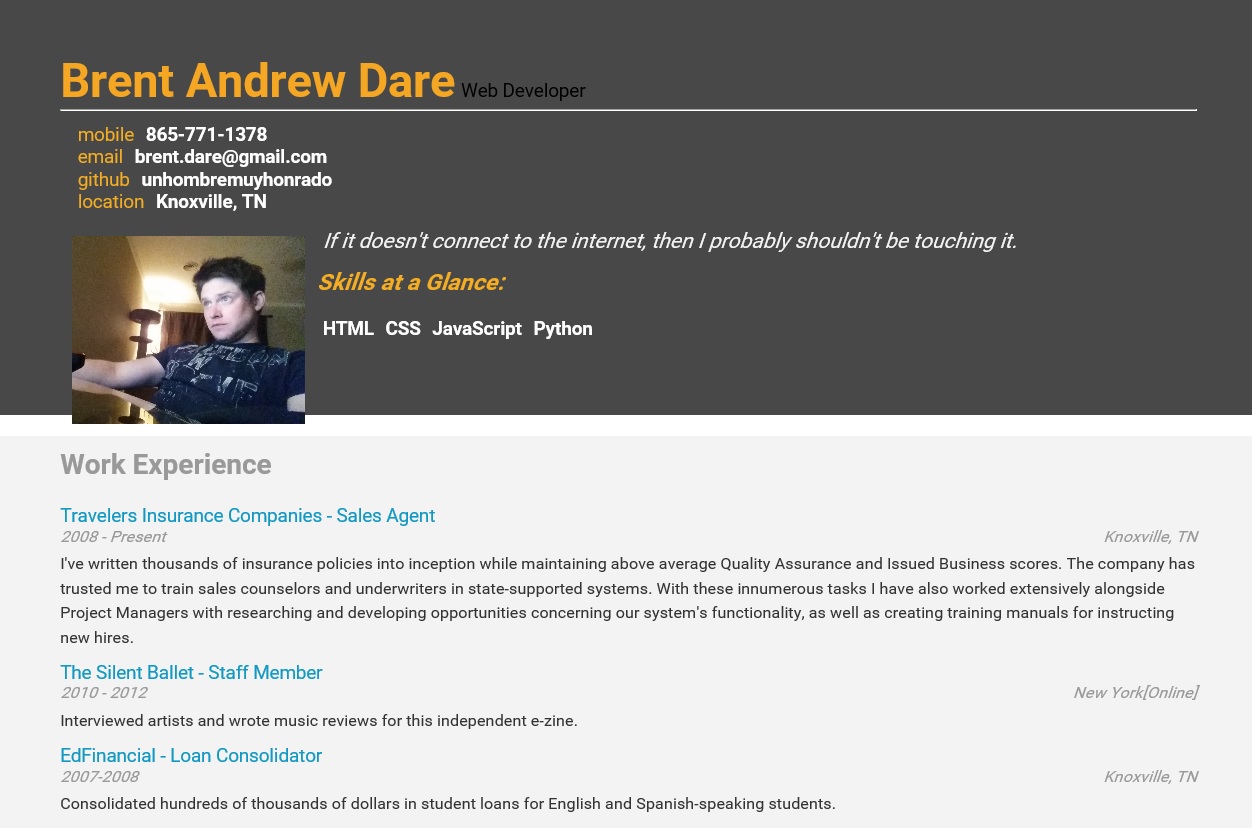 Brent Andrew Dare Web Developer
mobile 865-771-1378
email brent.dare@gmail.com
github unhombremuyhonrado
location Knoxville, TN
If it doesn't connect to the internet, then I probably shouldn't be touching it.
Skills at a Glance:
HTML CSS JavaScript Python
Work Experience
Travelers Insurance Companies - Sales Agent
2008 - Present Knoxville, TN
I've written thousands of insurance policies into inception while maintaining above average Quality Assurance and Issued Business scores. The company has
trusted me to train sales counselors and underwriters in state-supported systems. With these innumerous tasks I have also worked extensively alongside
Project Managers with researching and developing opportunities concerning our system's functionality, as well as creating training manuals for instructing
new hires.
The Silent Ballet - Staff Member
2010 - 2012 New York[Online]
Interviewed artists and wrote music reviews for this independent e-zine.
EdFinancial - Loan Consolidator
2007-2008 Knoxville, TN
Consolidated hundreds of thousands of dollars in student loans for English and Spanish-speaking students.